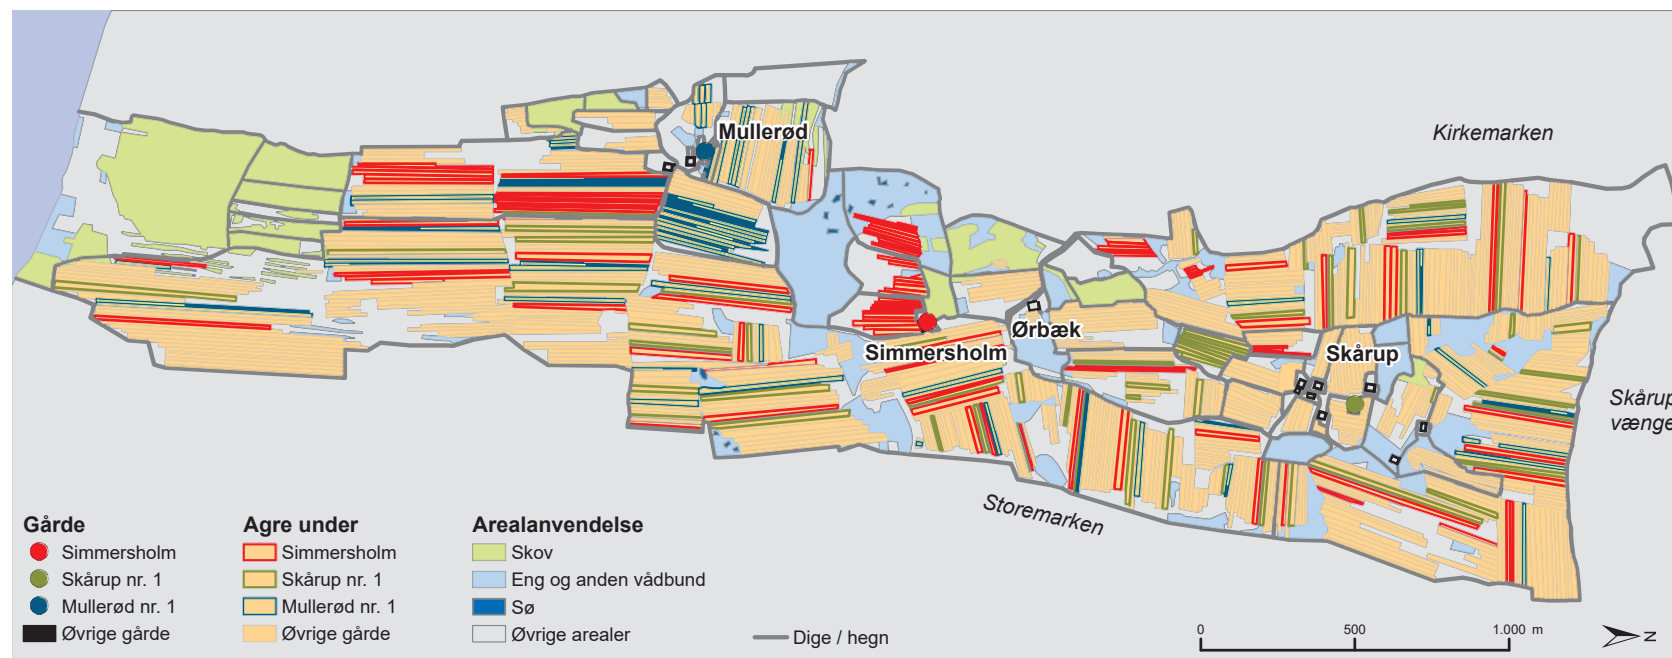 Kirkemarken
Mullerød
Ørbæk
Simmersholm
Skårup
Skårup
vænge
Storemarken
Gårde
Simmersholm
Skårup nr. 1
Mullerød nr. 1
Øvrige gårde
Agre under
Simmersholm
Skårup nr. 1
Mullerød nr. 1
Øvrige gårde
Arealanvendelse
Skov
Eng og anden vådbund
Sø
Øvrige arealer
Dige / hegn
0 500 1.000 m
N